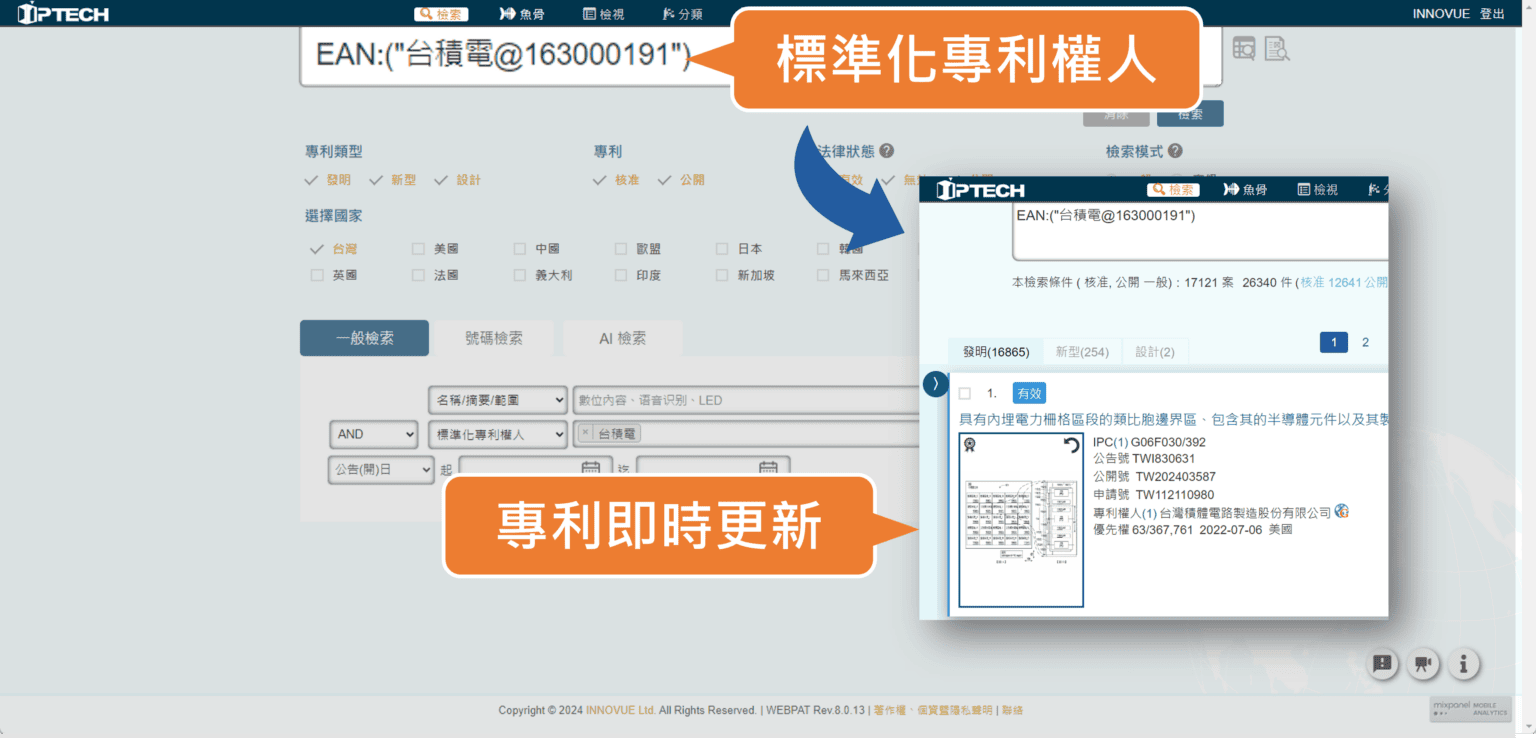 IPTECH
檢索 魚骨 檢視 分類
INNOVUE 登出
EAN:("台積電@163000191")
標準化專利權人
清除 檢索
專利類型 專利 法律狀態 檢索模式
發明 新型 設計 核准 公開 有效
選擇國家
台灣 美國 中國 歐盟 日本 韓國
英國 法國 義大利 印度 新加坡 馬來西亞
一般檢索 號碼檢索 AI 檢索
名稱/摘要/範圍 數位內容、语音识别、LED
AND 標準化專利權人 × 台積電
公告(開)日 起 迄
專利即時更新
IPTECH
檢索 魚骨 檢視
EAN:("台積電@163000191")
本檢索條件 ( 核准, 公開 一般) : 17121 案 26340 件 (核准 12641 公開
1 2
發明(16865) 新型(254) 設計(2)
1. 有效
具有內埋電力柵格區段的類比胞邊界區、包含其的半導體元件以及其製
IPC(1) G06F030/392
公告號 TWI830631
公開號 TW202403587
申請號 TW112110980
專利權人(1) 台灣積體電路製造股份有限公司
優先權 63/367,761 2022-07-06 美國
Copyright © 2024 INNOVUE Ltd. All Rights Reserved. | WEBPAT Rev.8.0.13 | 著作權、個資暨隱私聲明 | 聯絡
mixpanel MOBILE
ANALYTICS